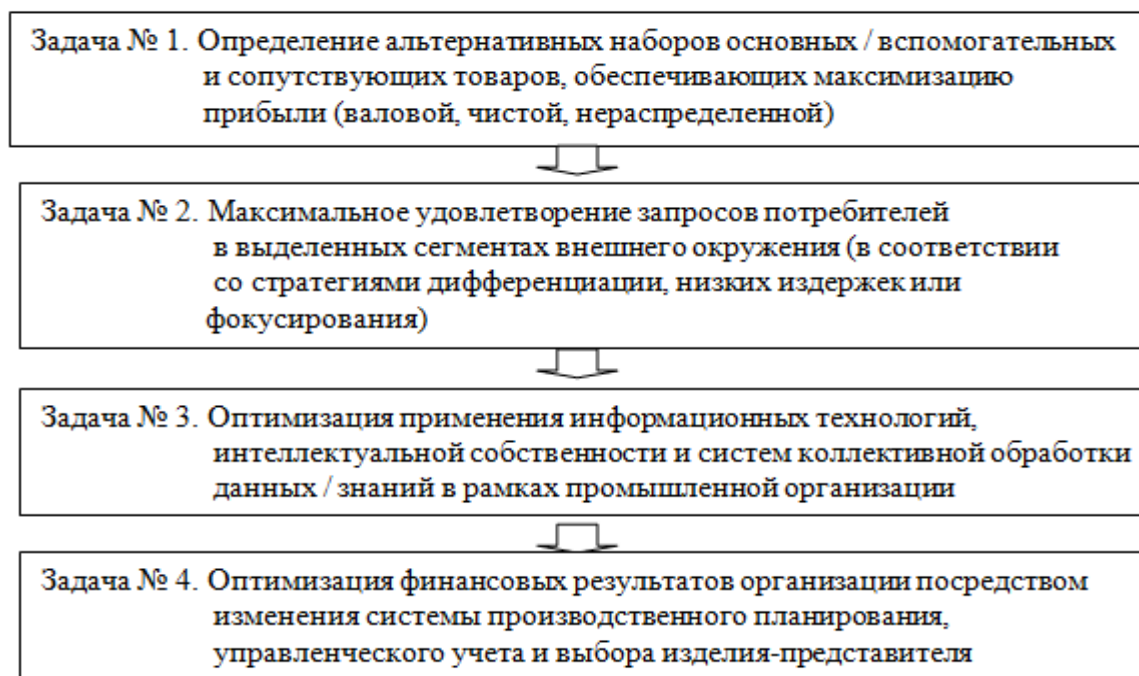 Задача № 1. Определение альтернативных наборов основных / вспомогательных
и сопутствующих товаров, обеспечивающих максимизацию
прибыли (валовой, чистой, нераспределенной)
Задача № 2. Максимальное удовлетворение запросов потребителей
в выделенных сегментах внешнего окружения (в соответствии
со стратегиями дифференциации, низких издержек или
фокусирования)
Задача № 3. Оптимизация применения информационных технологий,
интеллектуальной собственности и систем коллективной обработки
данных / знаний в рамках промышленной организации
Задача № 4. Оптимизация финансовых результатов организации посредством
изменения системы производственного планирования,
управленческого учета и выбора изделия-представителя